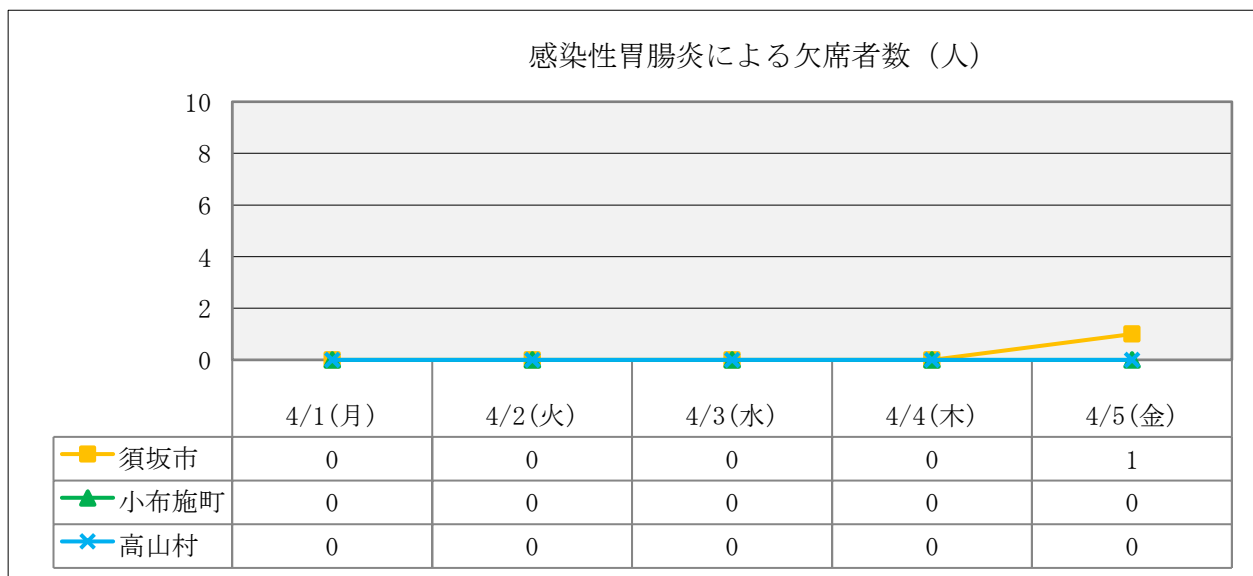 感染性胃腸炎による欠席者数（人）
10
8
6
4
2
0
4/1(月) 4/2(火) 4/3(水) 4/4(木) 4/5(金)
須坂市 0 0 0 0 1
小布施町 0 0 0 0 0
高山村 0 0 0 0 0